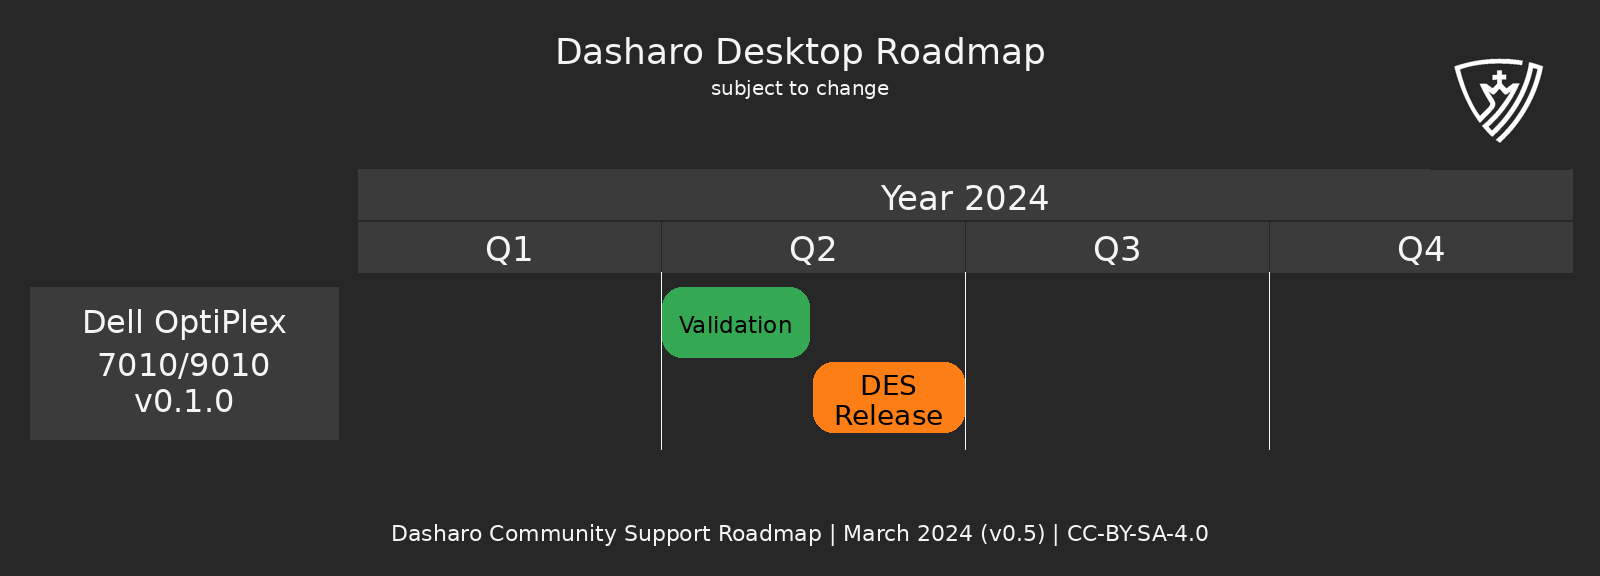 Dasharo Desktop Roadmap
subject to change
Year 2024
Q1 Q2 Q3 Q4
Dell OptiPlex
7010/9010
v0.1.0
Validation
DES
Release
Dasharo Community Support Roadmap | March 2024 (v0.5) | CC-BY-SA-4.0